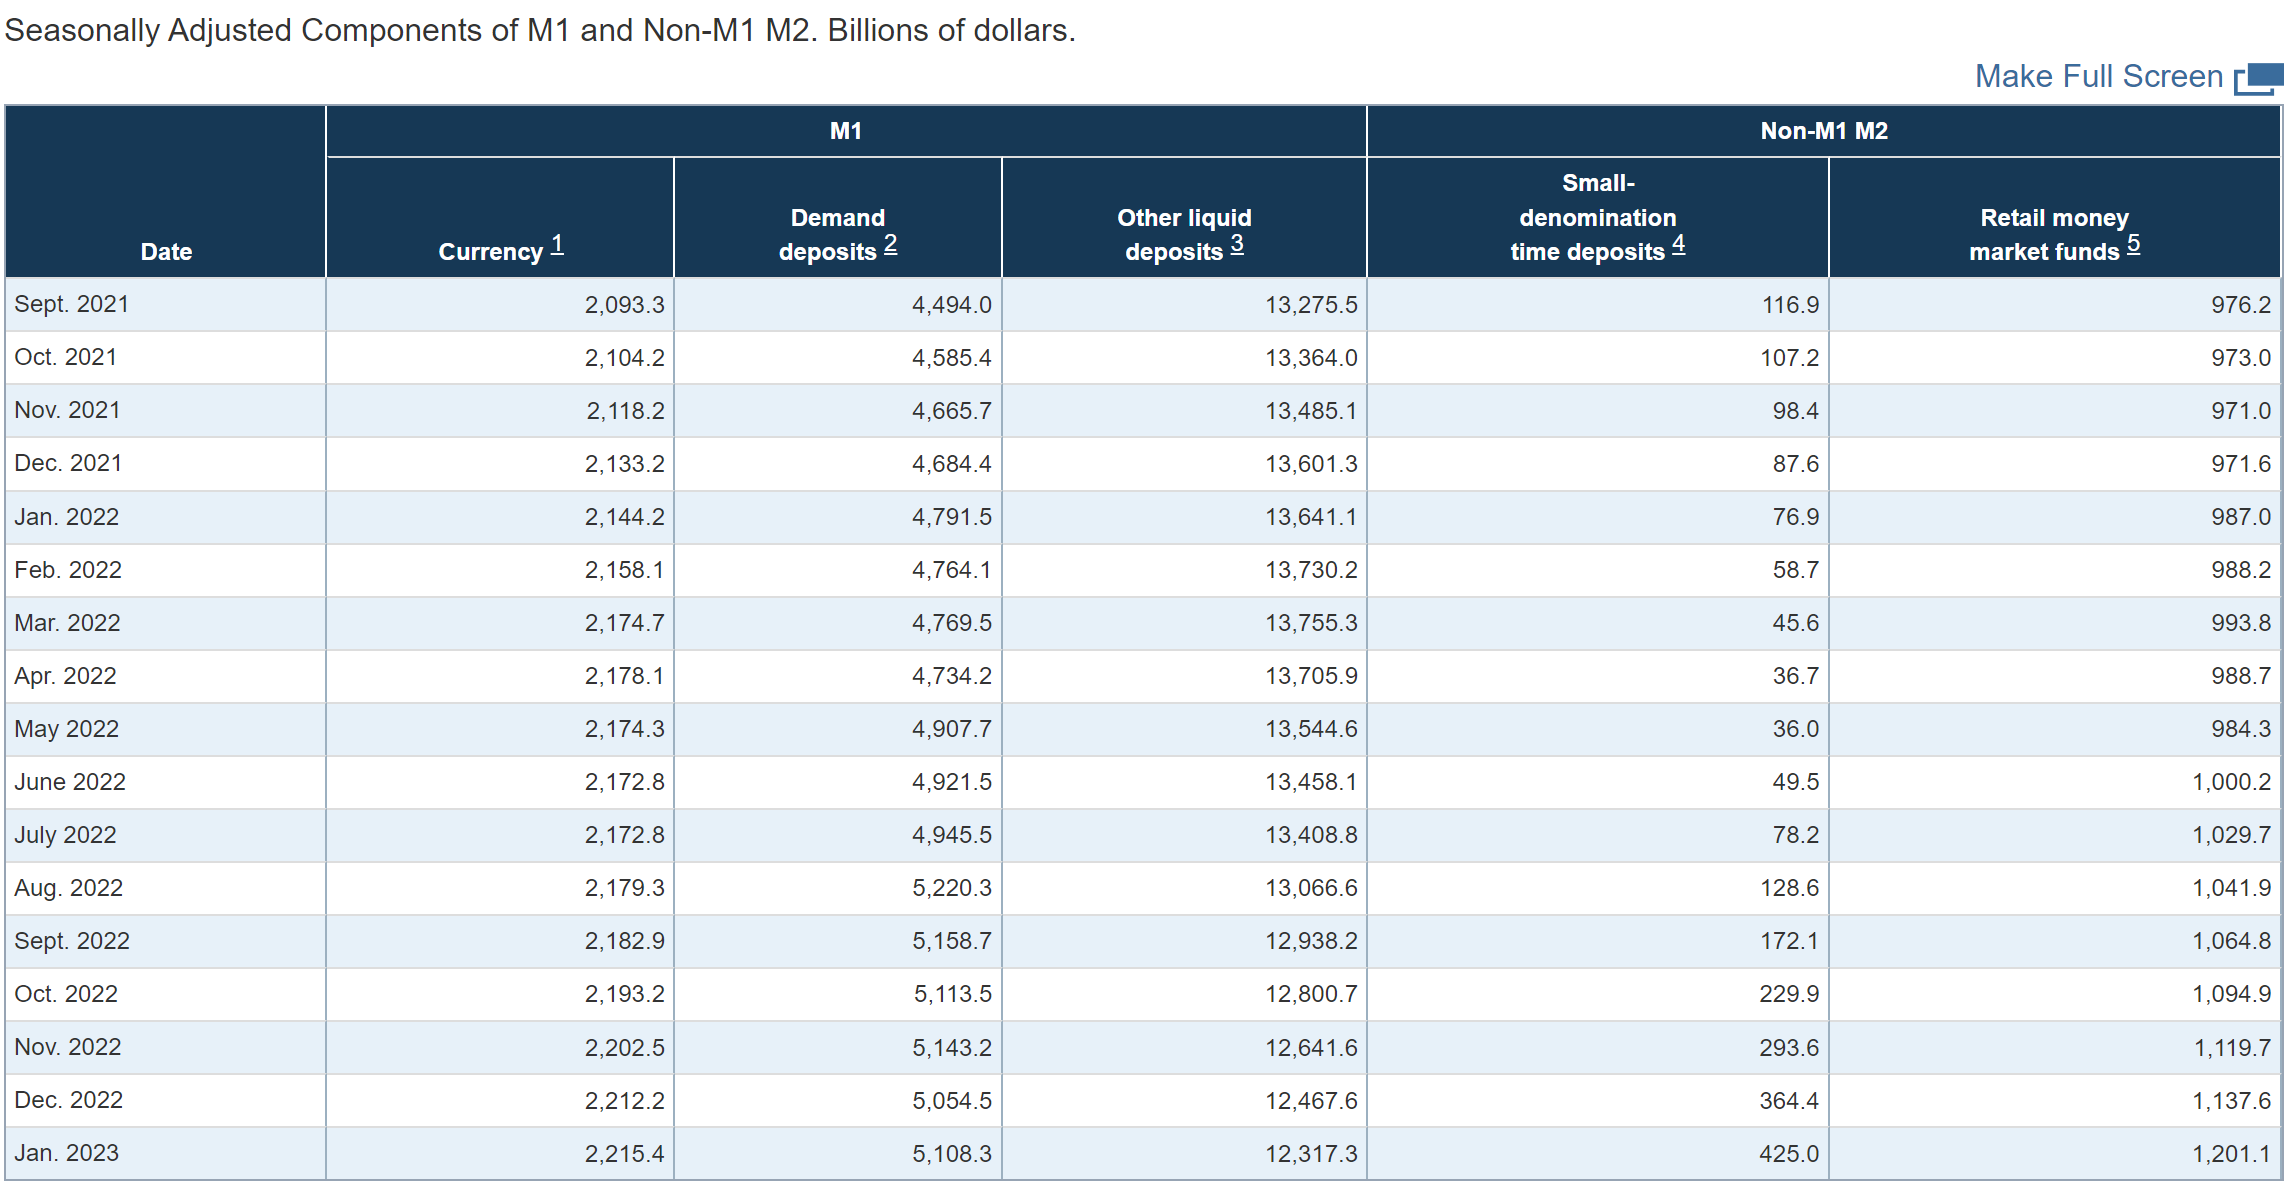 Seasonally Adjusted Components of M1 and Non-M1 M2. Billions of dollars.
Make Full Screen
M1 Non-M1 M2
Date Currency 1 Demand deposits 2 Other liquid deposits 3 Small-denomination time deposits 4 Retail money market funds 5
Sept. 2021 2,093.3 4,494.0 13,275.5 116.9 976.2
Oct. 2021 2,104.2 4,585.4 13,364.0 107.2 973.0
Nov. 2021 2,118.2 4,665.7 13,485.1 98.4 971.0
Dec. 2021 2,133.2 4,684.4 13,601.3 87.6 971.6
Jan. 2022 2,144.2 4,791.5 13,641.1 76.9 987.0
Feb. 2022 2,158.1 4,764.1 13,730.2 58.7 988.2
Mar. 2022 2,174.7 4,769.5 13,755.3 45.6 993.8
Apr. 2022 2,178.1 4,734.2 13,705.9 36.7 988.7
May 2022 2,174.3 4,907.7 13,544.6 36.0 984.3
June 2022 2,172.8 4,921.5 13,458.1 49.5 1,000.2
July 2022 2,172.8 4,945.5 13,408.8 78.2 1,029.7
Aug. 2022 2,179.3 5,220.3 13,066.6 128.6 1,041.9
Sept. 2022 2,182.9 5,158.7 12,938.2 172.1 1,064.8
Oct. 2022 2,193.2 5,113.5 12,800.7 229.9 1,094.9
Nov. 2022 2,202.5 5,143.2 12,641.6 293.6 1,119.7
Dec. 2022 2,212.2 5,054.5 12,467.6 364.4 1,137.6
Jan. 2023 2,215.4 5,108.3 12,317.3 425.0 1,201.1